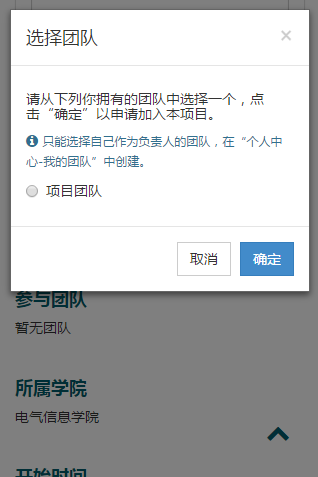 选择团队 ×
请从下列你拥有的团队中选择一个，点
击“确定”以申请加入本项目。
只能选择自己作为负责人的团队，在“个人中
心-我的团队”中创建。
项目团队
取消 确定
参与团队
暂无团队
所属学院
电气信息学院
开始时间